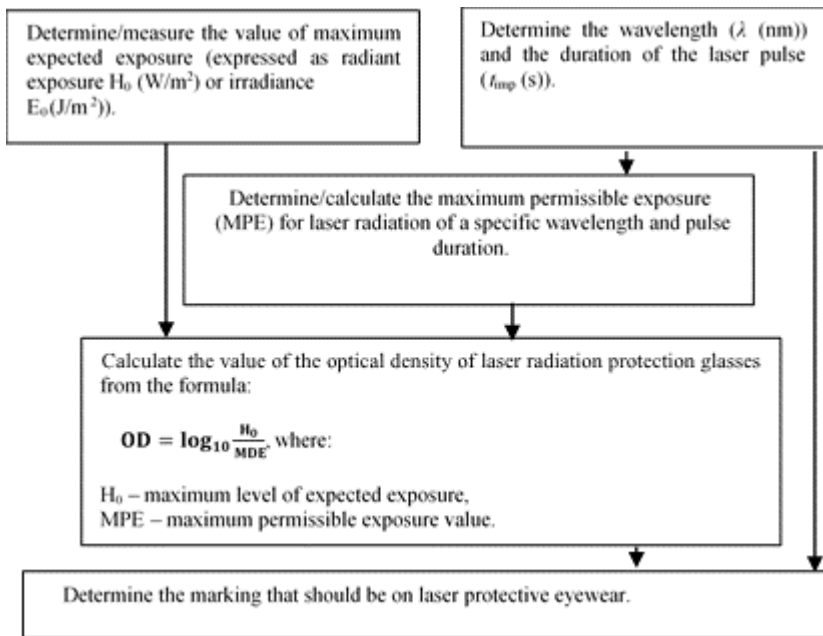 Determine/measure the value of maximum
expected exposure (expressed as radiant
exposure H₀ (W/m²) or irradiance
E₀(J/m²)).
Determine the wavelength (λ (nm))
and the duration of the laser pulse
(t_imp (s)).
Determine/calculate the maximum permissible exposure
(MPE) for laser radiation of a specific wavelength and pulse
duration.
Calculate the value of the optical density of laser radiation protection glasses
from the formula:
OD = log₁₀ H₀/MDE, where:
H₀ – maximum level of expected exposure,
MPE – maximum permissible exposure value.
Determine the marking that should be on laser protective eyewear.